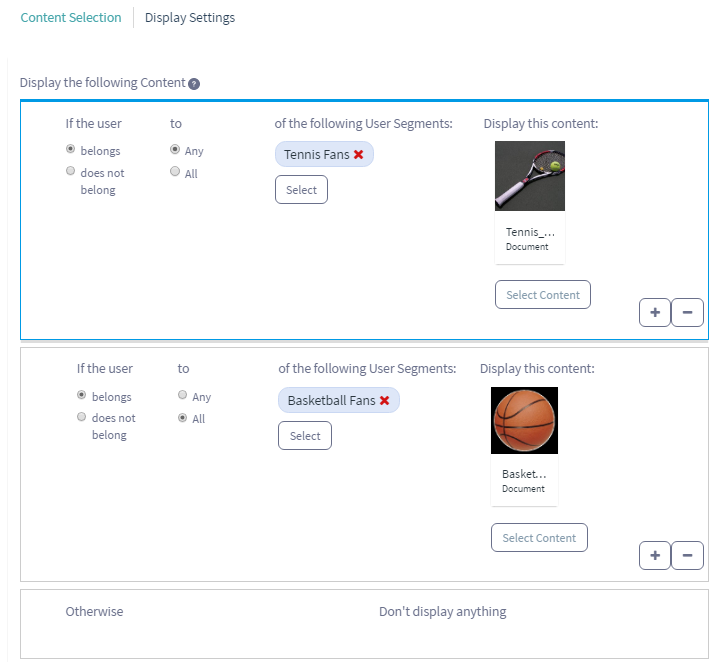 Content Selection
Display Settings
Display the following Content ?
If the user
to
of the following User Segments:
Display this content:
belongs
does not
belong
Any
All
Tennis Fans ✖
Select
Tennis_...
Document
Select Content
+
−
If the user
to
of the following User Segments:
Display this content:
belongs
does not
belong
Any
All
Basketball Fans ✖
Select
Basket...
Document
Select Content
+
−
Otherwise
Don't display anything